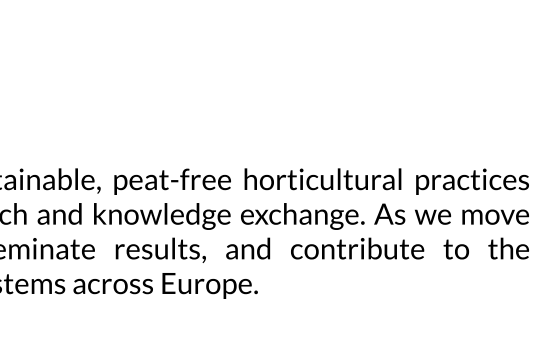 tainable, peat-free horticultural practices
ch and knowledge exchange. As we move
eminate results, and contribute to the
stems across Europe.